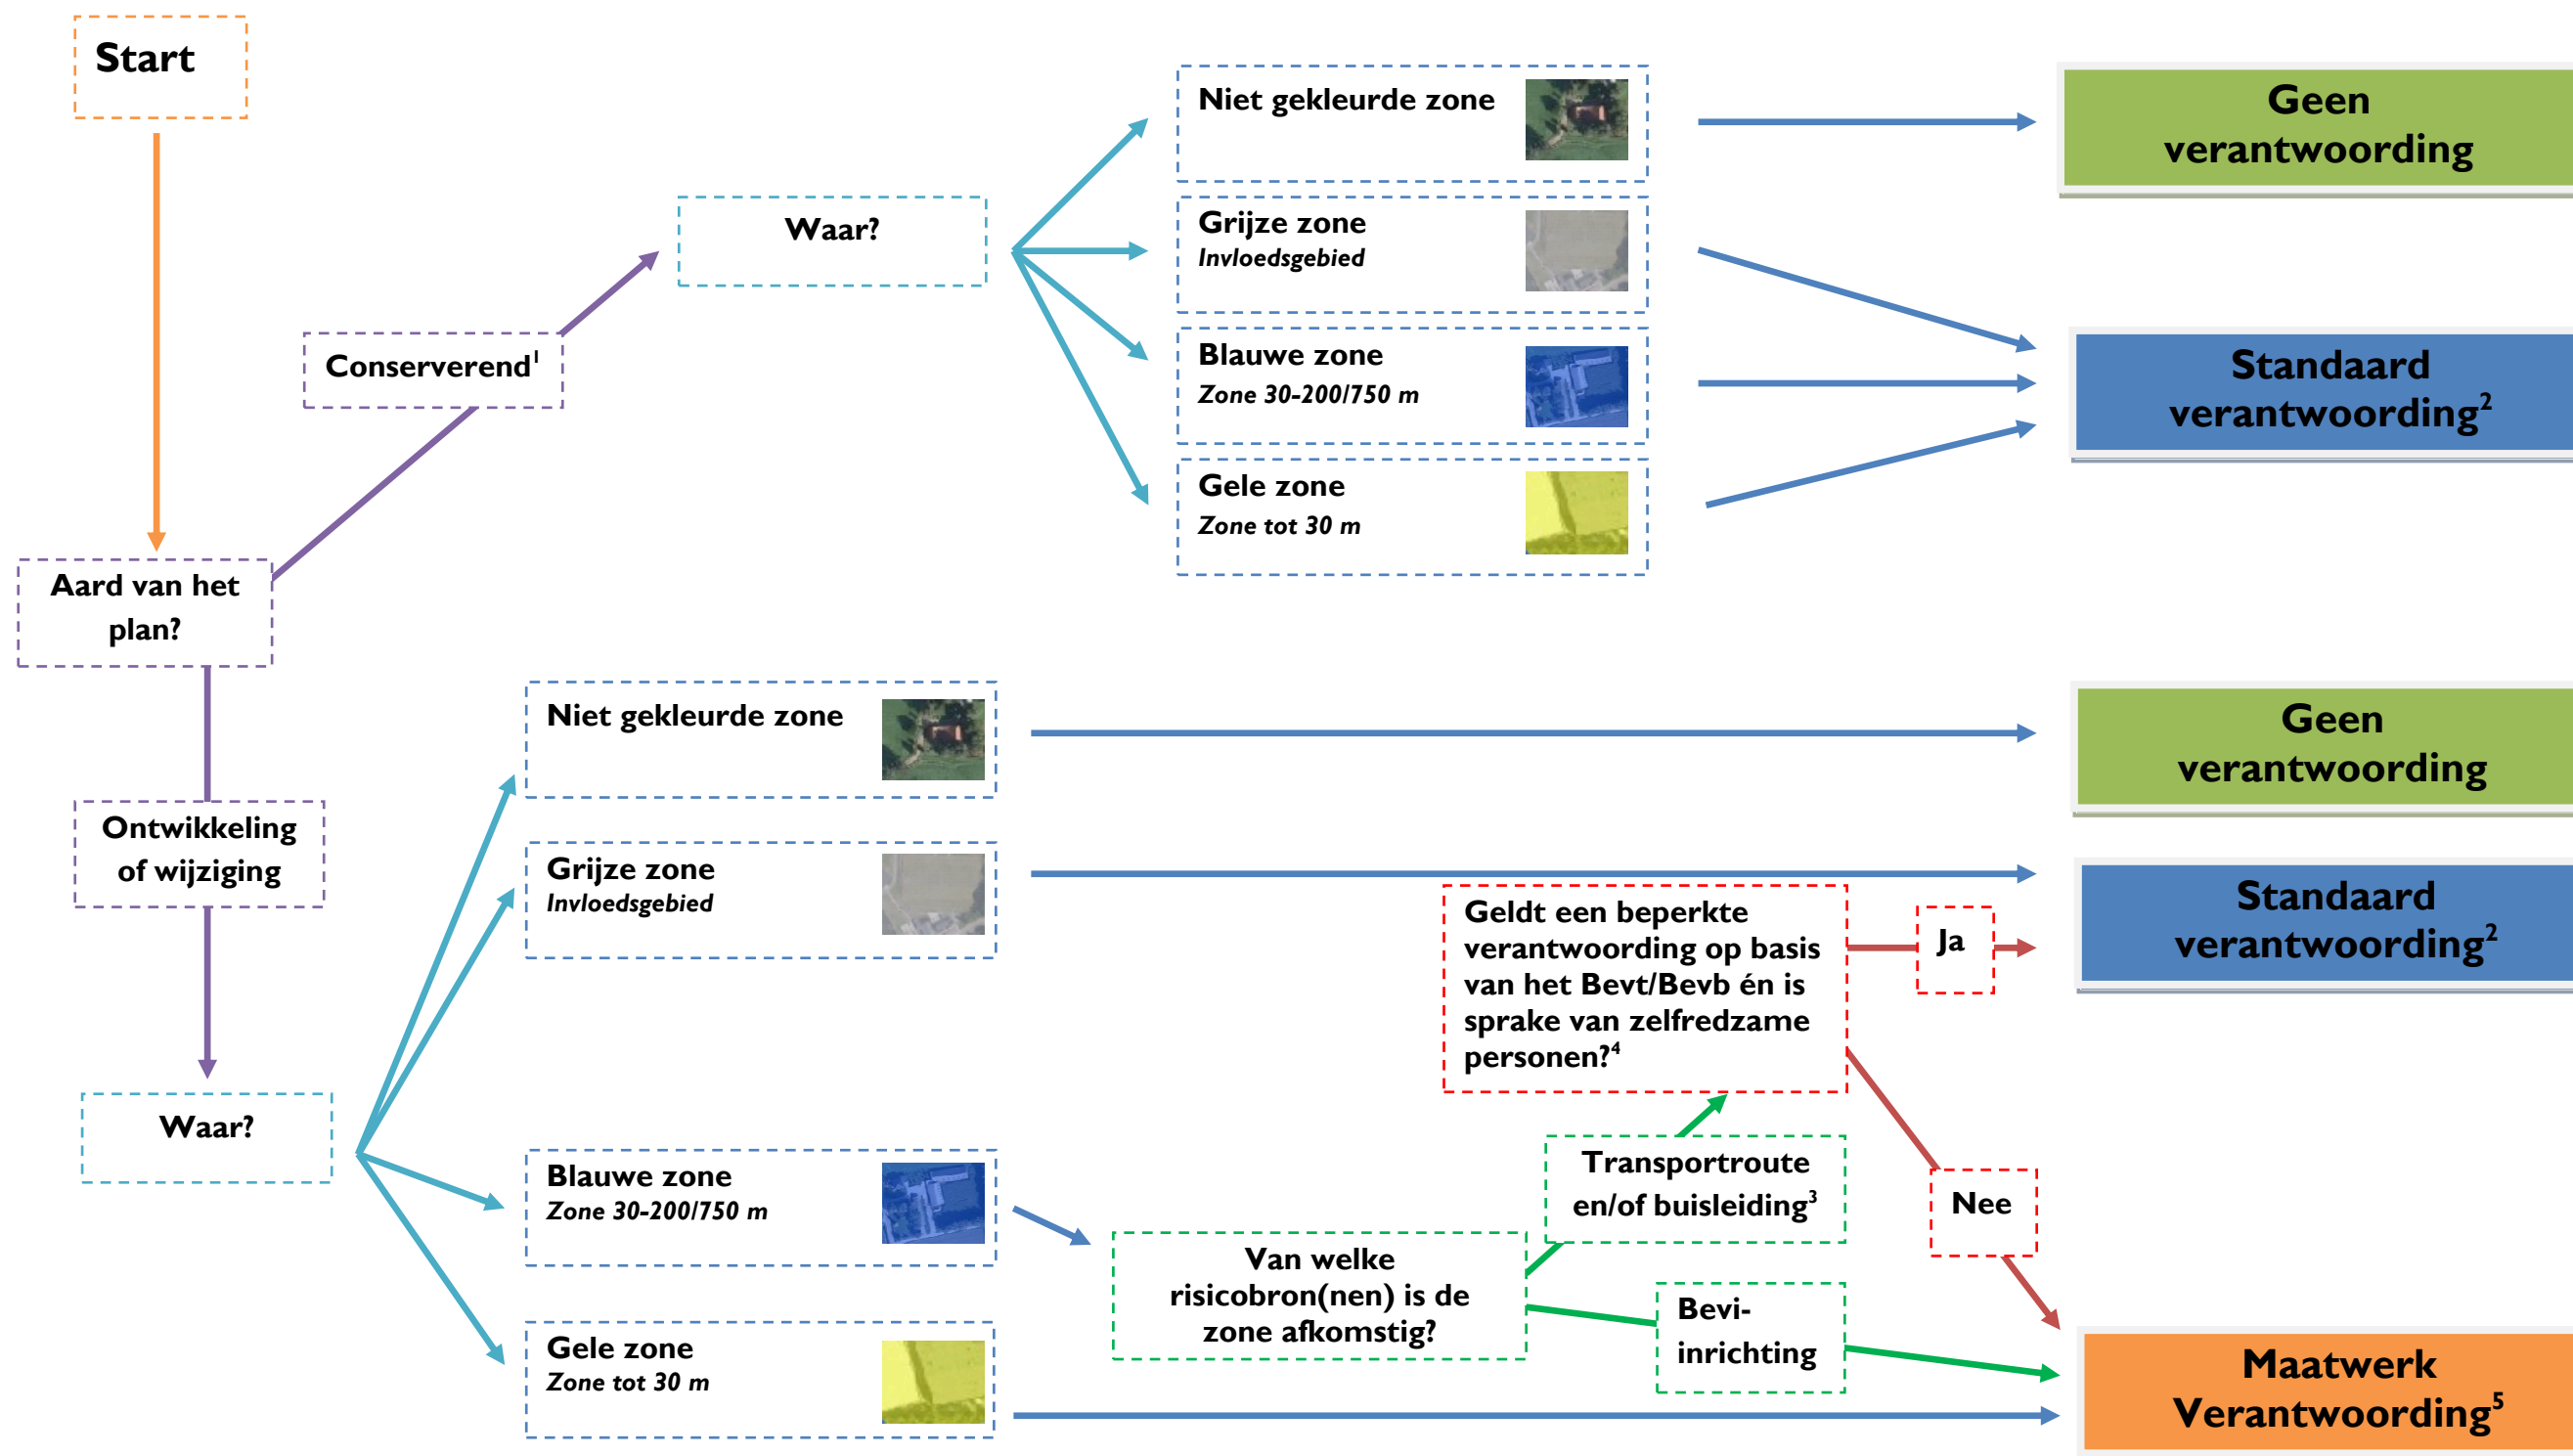 Start
Niet gekleurde zone
Geen
verantwoording
Waar?
Grijze zone
Invloedsgebied
Conserverend¹
Blauwe zone
Zone 30-200/750 m
Standaard
verantwoording²
Gele zone
Zone tot 30 m
Aard van het
plan?
Niet gekleurde zone
Geen
verantwoording
Ontwikkeling
of wijziging
Grijze zone
Invloedsgebied
Geldt een beperkte
verantwoording op basis
van het Bevt/Bevb én is
sprake van zelfredzame
personen?⁴
Ja
Standaard
verantwoording²
Waar?
Blauwe zone
Zone 30-200/750 m
Transportroute
en/of buisleiding³
Nee
Van welke
risicobron(nen) is de
zone afkomstig?
Bevi-
inrichting
Gele zone
Zone tot 30 m
Maatwerk
Verantwoording⁵